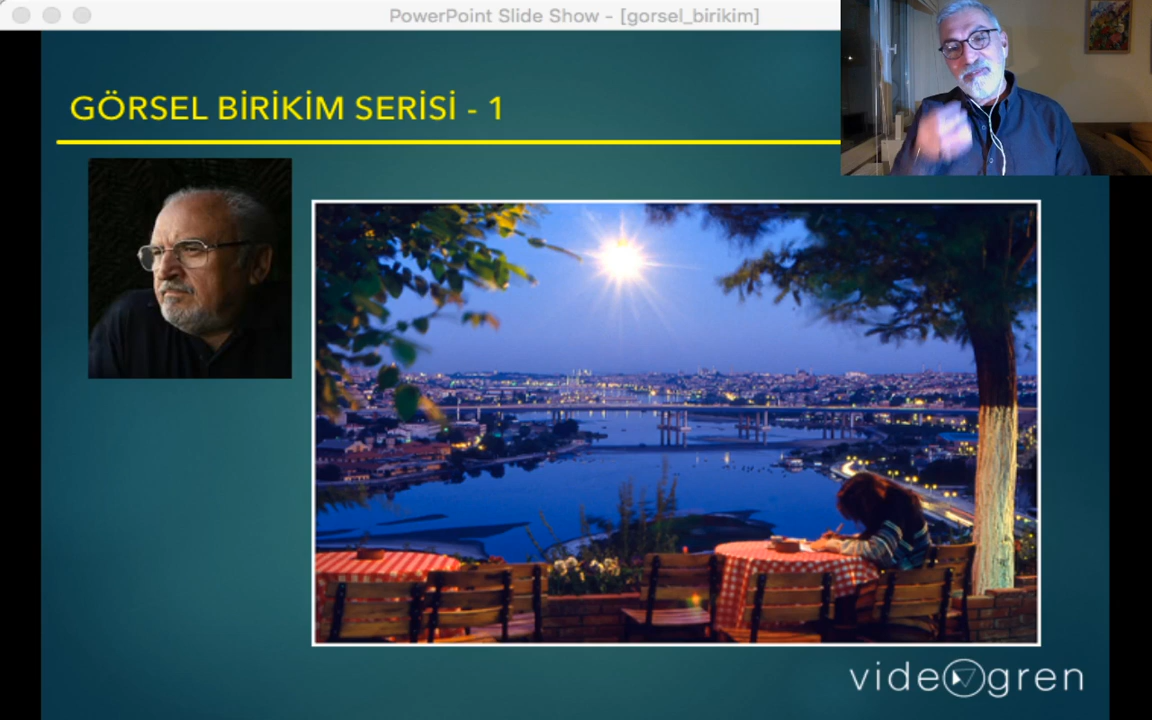 PowerPoint Slide Show - [gorsel_birikim]
GÖRSEL BİRİKİM SERİSİ - 1
videogren